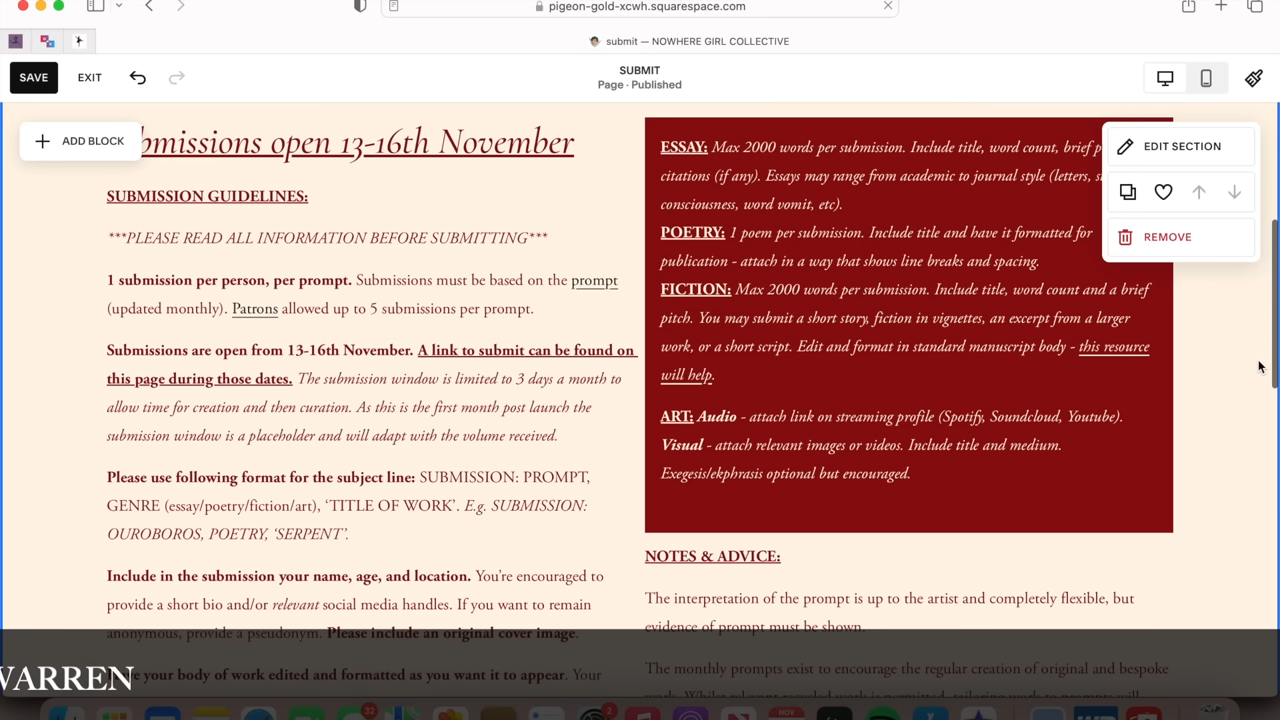 pigeon-gold-xcwh.squarespace.com
submit — NOWHERE GIRL COLLECTIVE
SAVE
EXIT
SUBMIT
Page · Published
ADD BLOCK
bmissions open 13-16th November
SUBMISSION GUIDELINES:
***PLEASE READ ALL INFORMATION BEFORE SUBMITTING***
1 submission per person, per prompt. Submissions must be based on the prompt
(updated monthly). Patrons allowed up to 5 submissions per prompt.
Submissions are open from 13-16th November. A link to submit can be found on
this page during those dates. The submission window is limited to 3 days a month to
allow time for creation and then curation. As this is the first month post launch the
submission window is a placeholder and will adapt with the volume received.
Please use following format for the subject line: SUBMISSION: PROMPT,
GENRE (essay/poetry/fiction/art), ‘TITLE OF WORK’. E.g. SUBMISSION:
OUROBOROS, POETRY, ‘SERPENT’.
Include in the submission your name, age, and location. You’re encouraged to
provide a short bio and/or relevant social media handles. If you want to remain
anonymous, provide a pseudonym. Please include an original cover image.
your body of work edited and formatted as you want it to appear. Your
ESSAY: Max 2000 words per submission. Include title, word count, brief
citations (if any). Essays may range from academic to journal style (letters,
consciousness, word vomit, etc).
POETRY: 1 poem per submission. Include title and have it formatted for
publication - attach in a way that shows line breaks and spacing.
FICTION: Max 2000 words per submission. Include title, word count and a brief
pitch. You may submit a short story, fiction in vignettes, an excerpt from a larger
work, or a short script. Edit and format in standard manuscript body - this resource
will help.
ART: Audio - attach link on streaming profile (Spotify, Soundcloud, Youtube).
Visual - attach relevant images or videos. Include title and medium.
Exegesis/ekphrasis optional but encouraged.
EDIT SECTION
REMOVE
NOTES & ADVICE:
The interpretation of the prompt is up to the artist and completely flexible, but
evidence of prompt must be shown.
The monthly prompts exist to encourage the regular creation of original and bespoke
WARREN
32
NOV
2